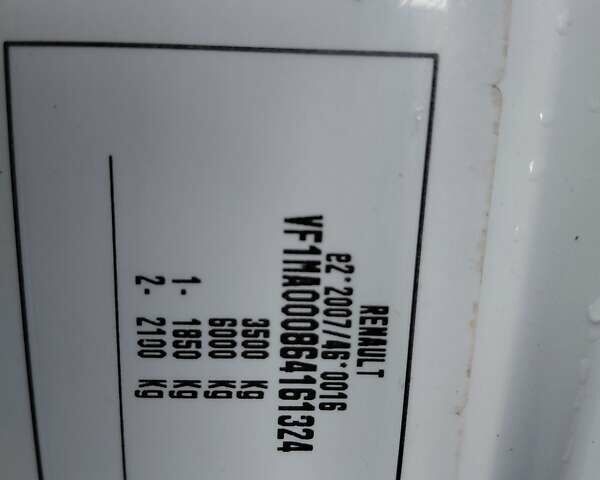 RENAULT
e2*2007/46*0016
VF1MA000864161324
3500 Kg
6000 Kg
1- 1850 Kg
2- 2100 Kg